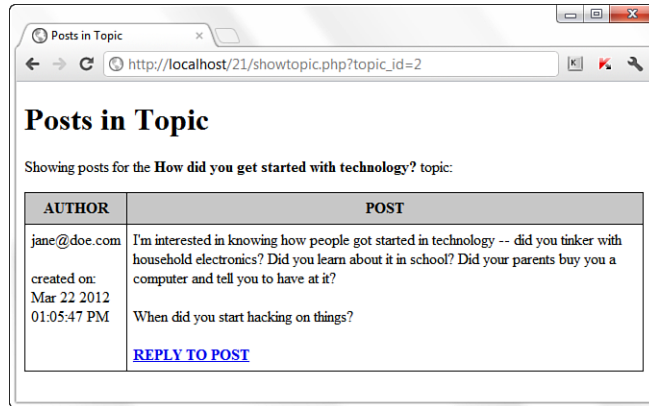 Posts in Topic
http://localhost/21/showtopic.php?topic_id=2
Posts in Topic
Showing posts for the How did you get started with technology? topic:
AUTHOR POST
jane@doe.com
created on:
Mar 22 2012
01:05:47 PM
I'm interested in knowing how people got started in technology -- did you tinker with
household electronics? Did you learn about it in school? Did your parents buy you a
computer and tell you to have at it?
When did you start hacking on things?
REPLY TO POST